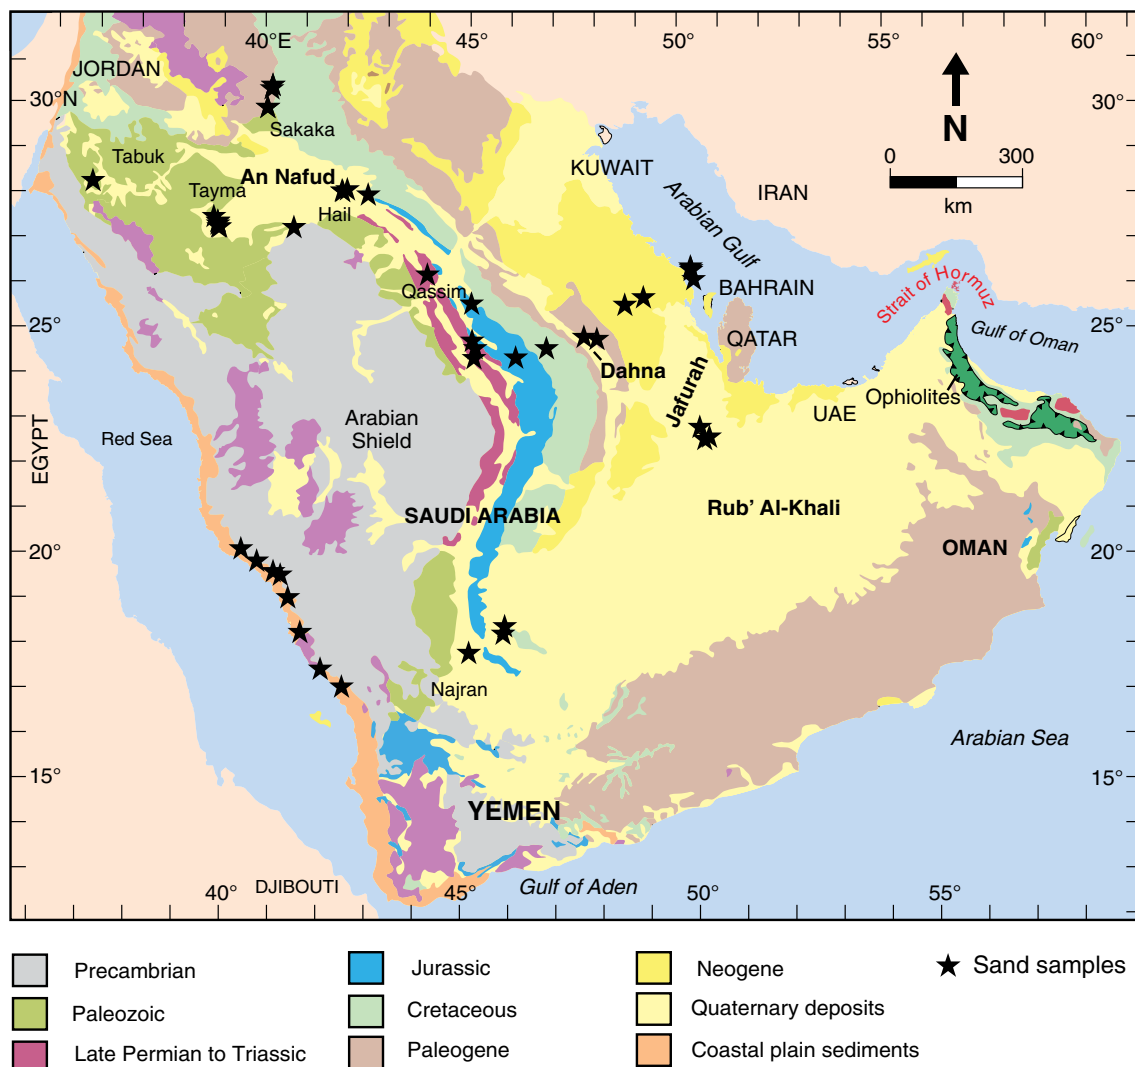 40°E
45°
50°
55°
60°
JORDAN
30°N
30°
N
Sakaka
0
300
km
KUWAIT
IRAN
Tabuk
Tayma
An Nafud
Hail
Arabian Gulf
Qassim
BAHRAIN
Strait of Hormuz
25°
25°
QATAR
Gulf of Oman
Dahna
Jafurah
Ophiolites
UAE
EGYPT
Red Sea
Arabian
Shield
SAUDI ARABIA
Rub' Al-Khali
20°
OMAN
20°
Najran
Arabian Sea
15°
15°
YEMEN
40°
DJIBOUTI
45°
Gulf of Aden
50°
55°
Precambrian
Jurassic
Neogene
Sand samples
Paleozoic
Cretaceous
Quaternary deposits
Late Permian to Triassic
Paleogene
Coastal plain sediments